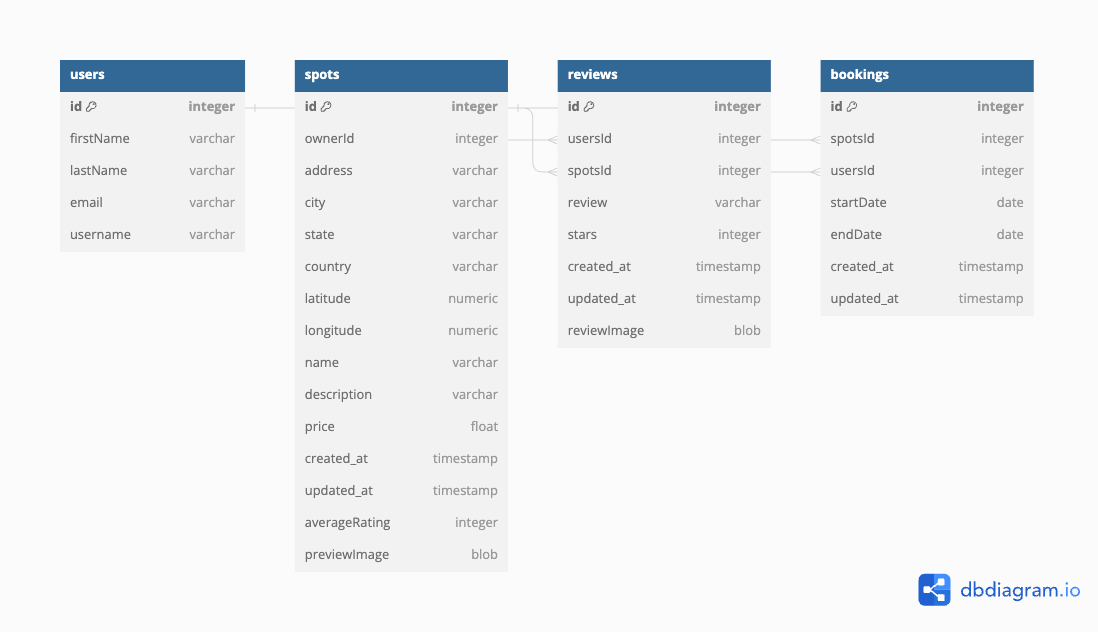 users
id integer
firstName varchar
lastName varchar
email varchar
username varchar
spots
id integer
ownerId integer
address varchar
city varchar
state varchar
country varchar
latitude numeric
longitude numeric
name varchar
description varchar
price float
created_at timestamp
updated_at timestamp
averageRating integer
previewImage blob
reviews
id integer
usersId integer
spotsId integer
review varchar
stars integer
created_at timestamp
updated_at timestamp
reviewImage blob
bookings
id integer
spotsId integer
usersId integer
startDate date
endDate date
created_at timestamp
updated_at timestamp
dbdiagram.io